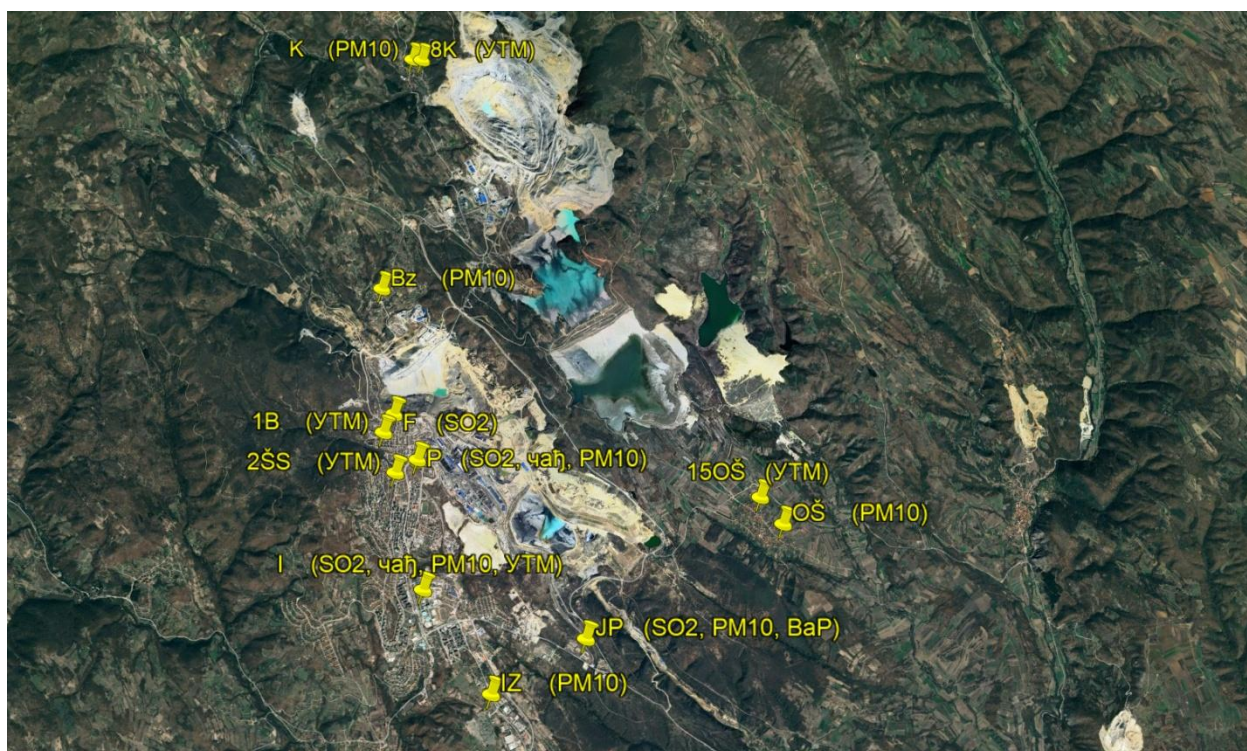 K (PM10) 8K (УТМ)
Bz (PM10)
1B (УТМ) F (SO2)
2ŠS (УТМ) P (SO2, чађ, PM10)
15OŠ (УТМ)
OŠ (PM10)
I (SO2, чађ, PM10, УТМ)
JP (SO2, PM10, BaP)
IZ (PM10)